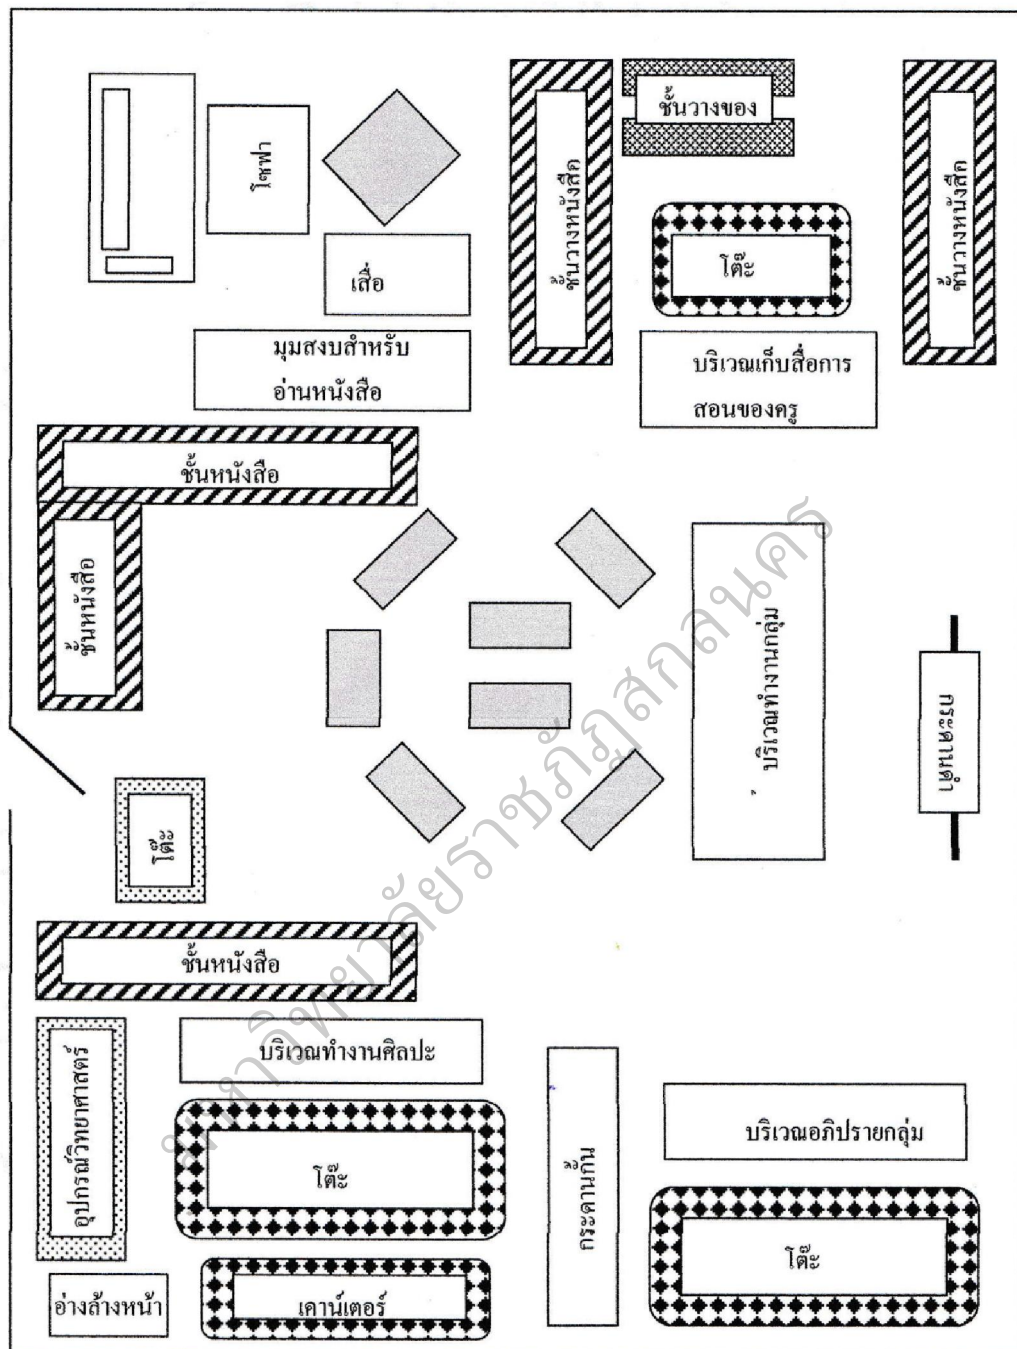 โซฟา
เสื่อ
มุมสงบสำหรับ
อ่านหนังสือ
ชั้นวางหนังสือ
ชั้นวางของ
โต๊ะ
บริเวณเก็บสื่อการ
สอนของครู
ชั้นวางหนังสือ
ชั้นหนังสือ
ชั้นหนังสือ
บริเวณทำงานกลุ่ม
กระดานดำ
โต๊ะ
ชั้นหนังสือ
อุปกรณ์วิทยาศาสตร์
บริเวณทำงานศิลปะ
โต๊ะ
อ่างล้างหน้า
เคาน์เตอร์
กระดานกั้น
บริเวณอภิปรายกลุ่ม
โต๊ะ
มหาวิทยาลัยราชภัฏสกลนคร